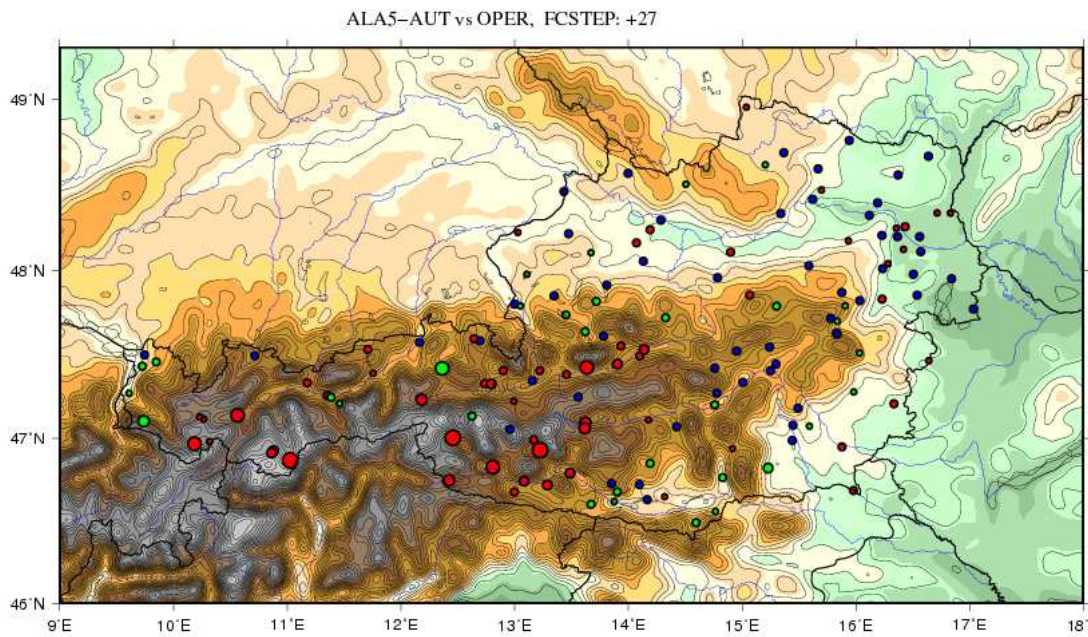 ALA5−AUT vs OPER, FCSTEP: +27
49˚N
48˚N
47˚N
46˚N
9˚E 10˚E 11˚E 12˚E 13˚E 14˚E 15˚E 16˚E 17˚E 18